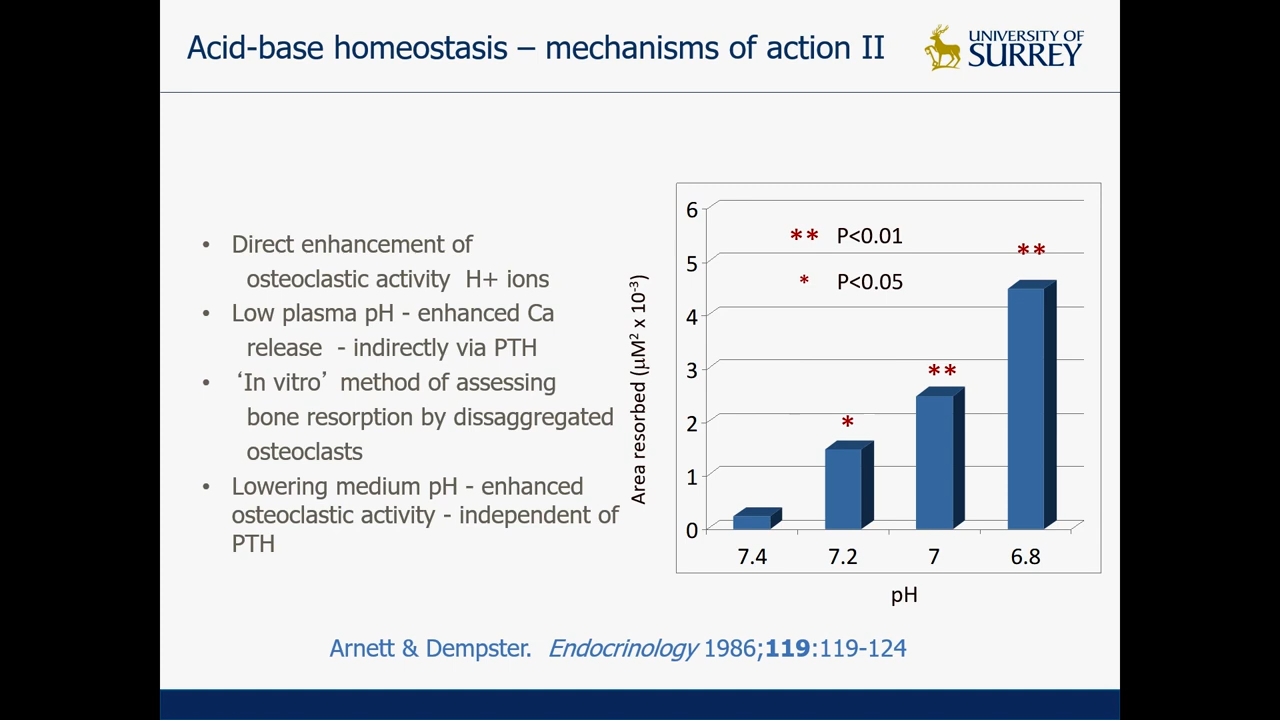 Acid-base homeostasis – mechanisms of action II
UNIVERSITY OF
SURREY
• Direct enhancement of
osteoclastic activity H+ ions
• Low plasma pH - enhanced Ca
release - indirectly via PTH
• ‘In vitro’ method of assessing
bone resorption by dissaggregated
osteoclasts
• Lowering medium pH - enhanced
osteoclastic activity - independent of
PTH
Area resorbed (μM² x 10⁻³)
6
5
4
3
2
1
0
** P<0.01
* P<0.05
*
**
**
7.4 7.2 7 6.8
pH
Arnett & Dempster. Endocrinology 1986;119:119-124